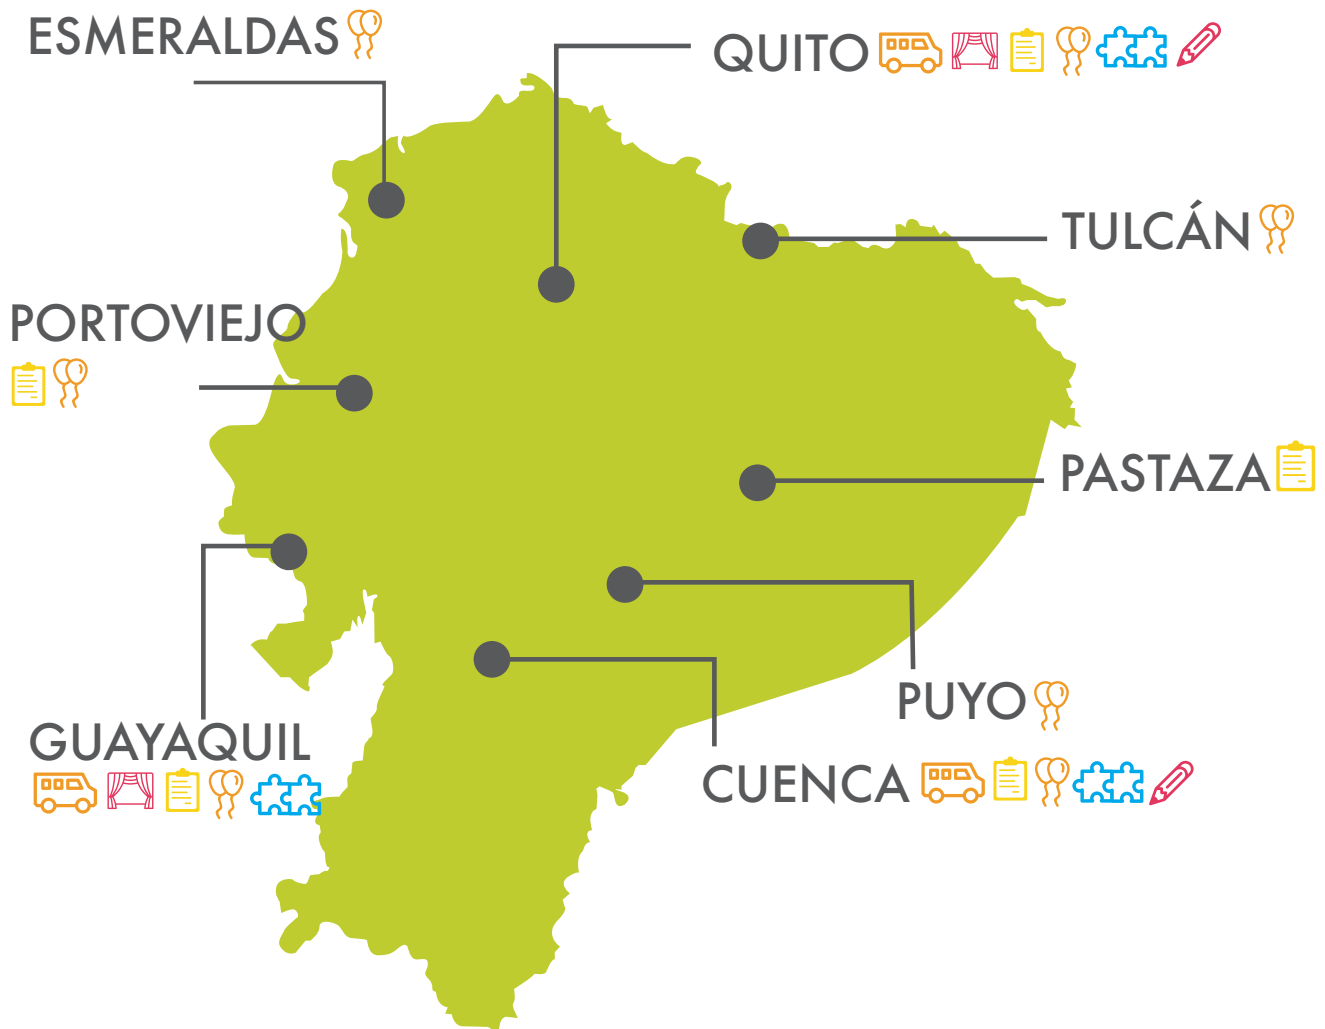 ESMERALDAS
QUITO
TULCÁN
PORTOVIEJO
PASTAZA
PUYO
GUAYAQUIL
CUENCA